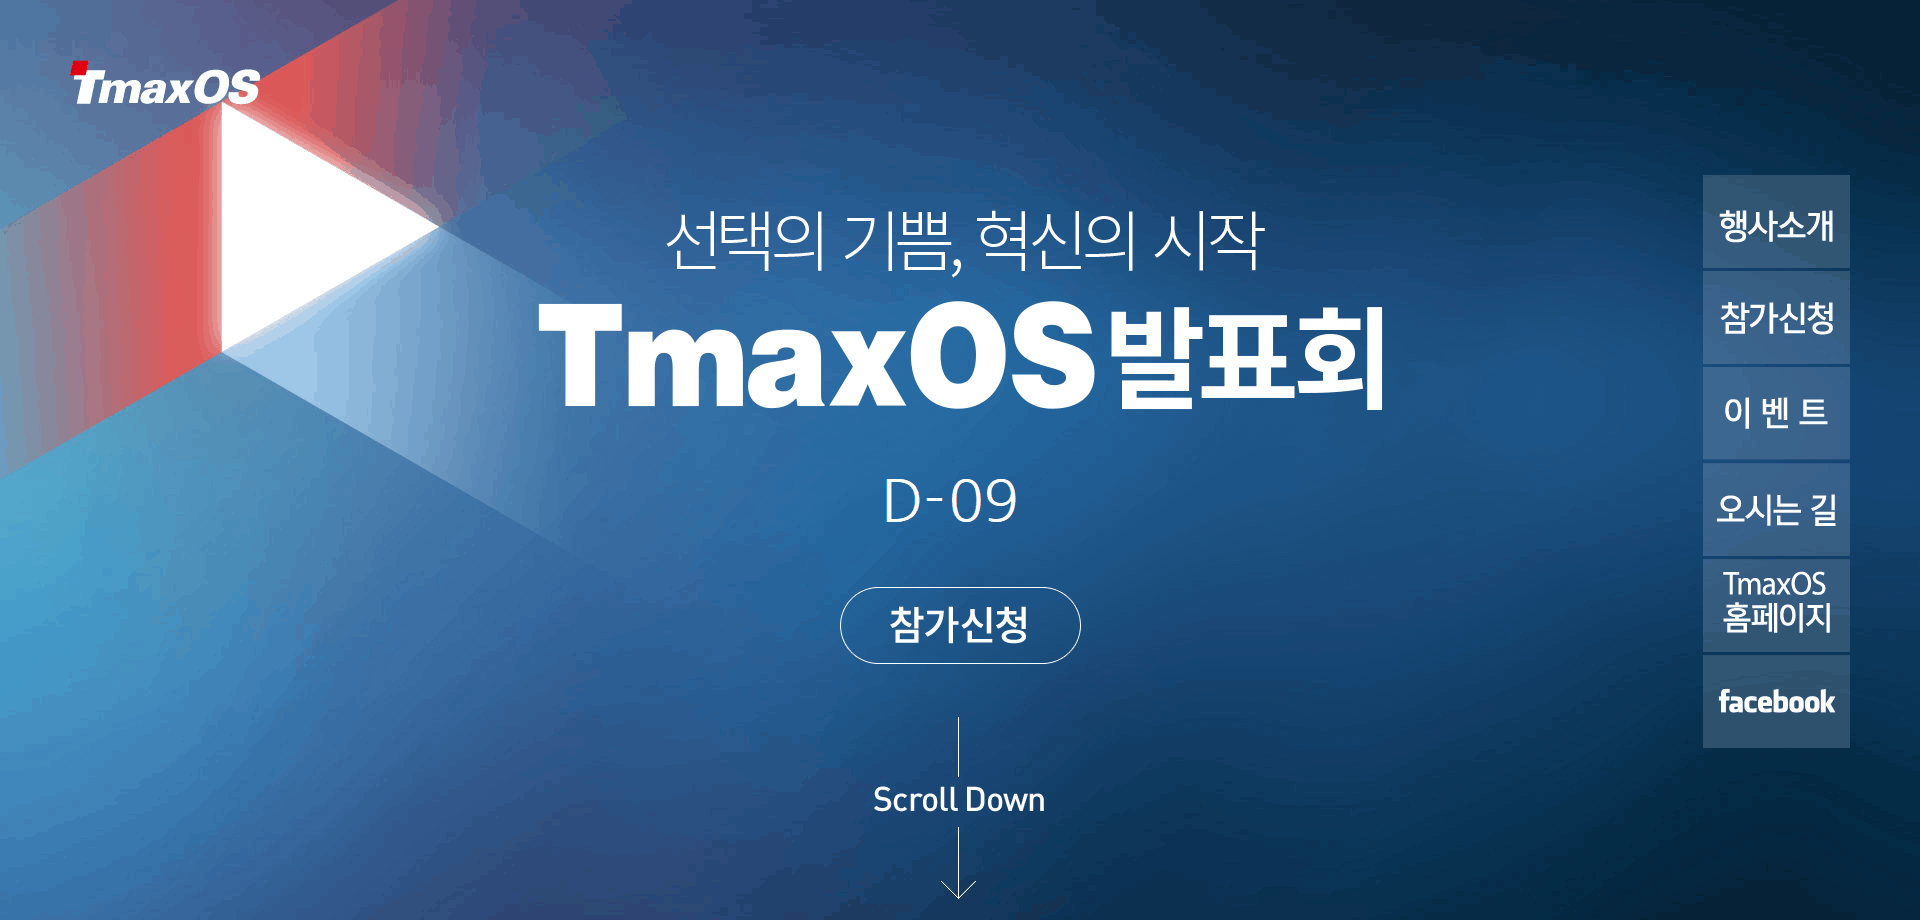 TmaxOS
선택의 기쁨, 혁신의 시작
TmaxOS 발표회
D-09
참가신청
Scroll Down
행사소개
참가신청
이 벤 트
오시는 길
TmaxOS
홈페이지
facebook